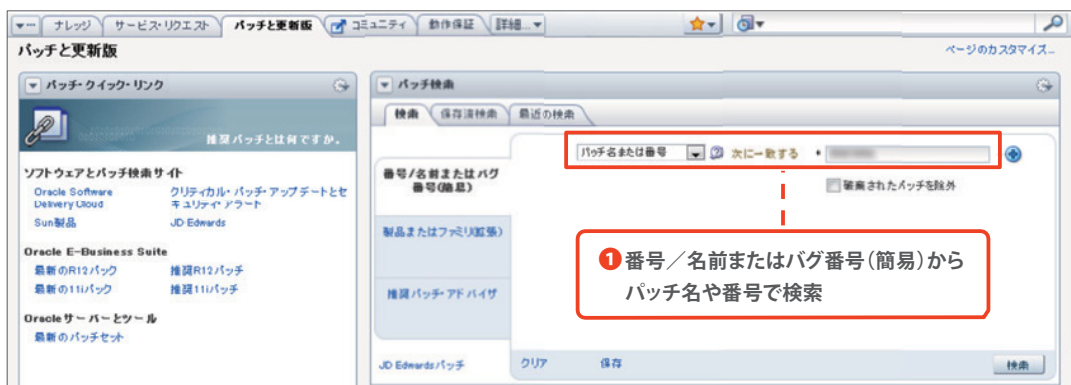 ナレッジ サービス・リクエスト パッチと更新版 コミュニティ 動作保証 詳細...
パッチと更新版
ページのカスタマイズ...
パッチ・クイック・リンク
推奨パッチとは何ですか。
ソフトウェアとパッチ検索サイト
Oracle Software Delivery Cloud
クリティカル・パッチ・アップデートとセキュリティ・アラート
Sun製品
JD Edwards
Oracle E-Business Suite
最新のR12パック
推奨R12パッチ
最新の11iパック
推奨11iパッチ
Oracleサーバーとツール
最新のパッチセット
パッチ検索
検索 保存済検索 最近の検索
番号/名前またはバグ番号(簡易)
製品またはファミリ(拡張)
推奨パッチ・アドバイザ
JD Edwardsパッチ
パッチ名または番号 次に一致する
破棄されたパッチを除外
❶番号／名前またはバグ番号(簡易)から
パッチ名や番号で検索
クリア 保存 検索